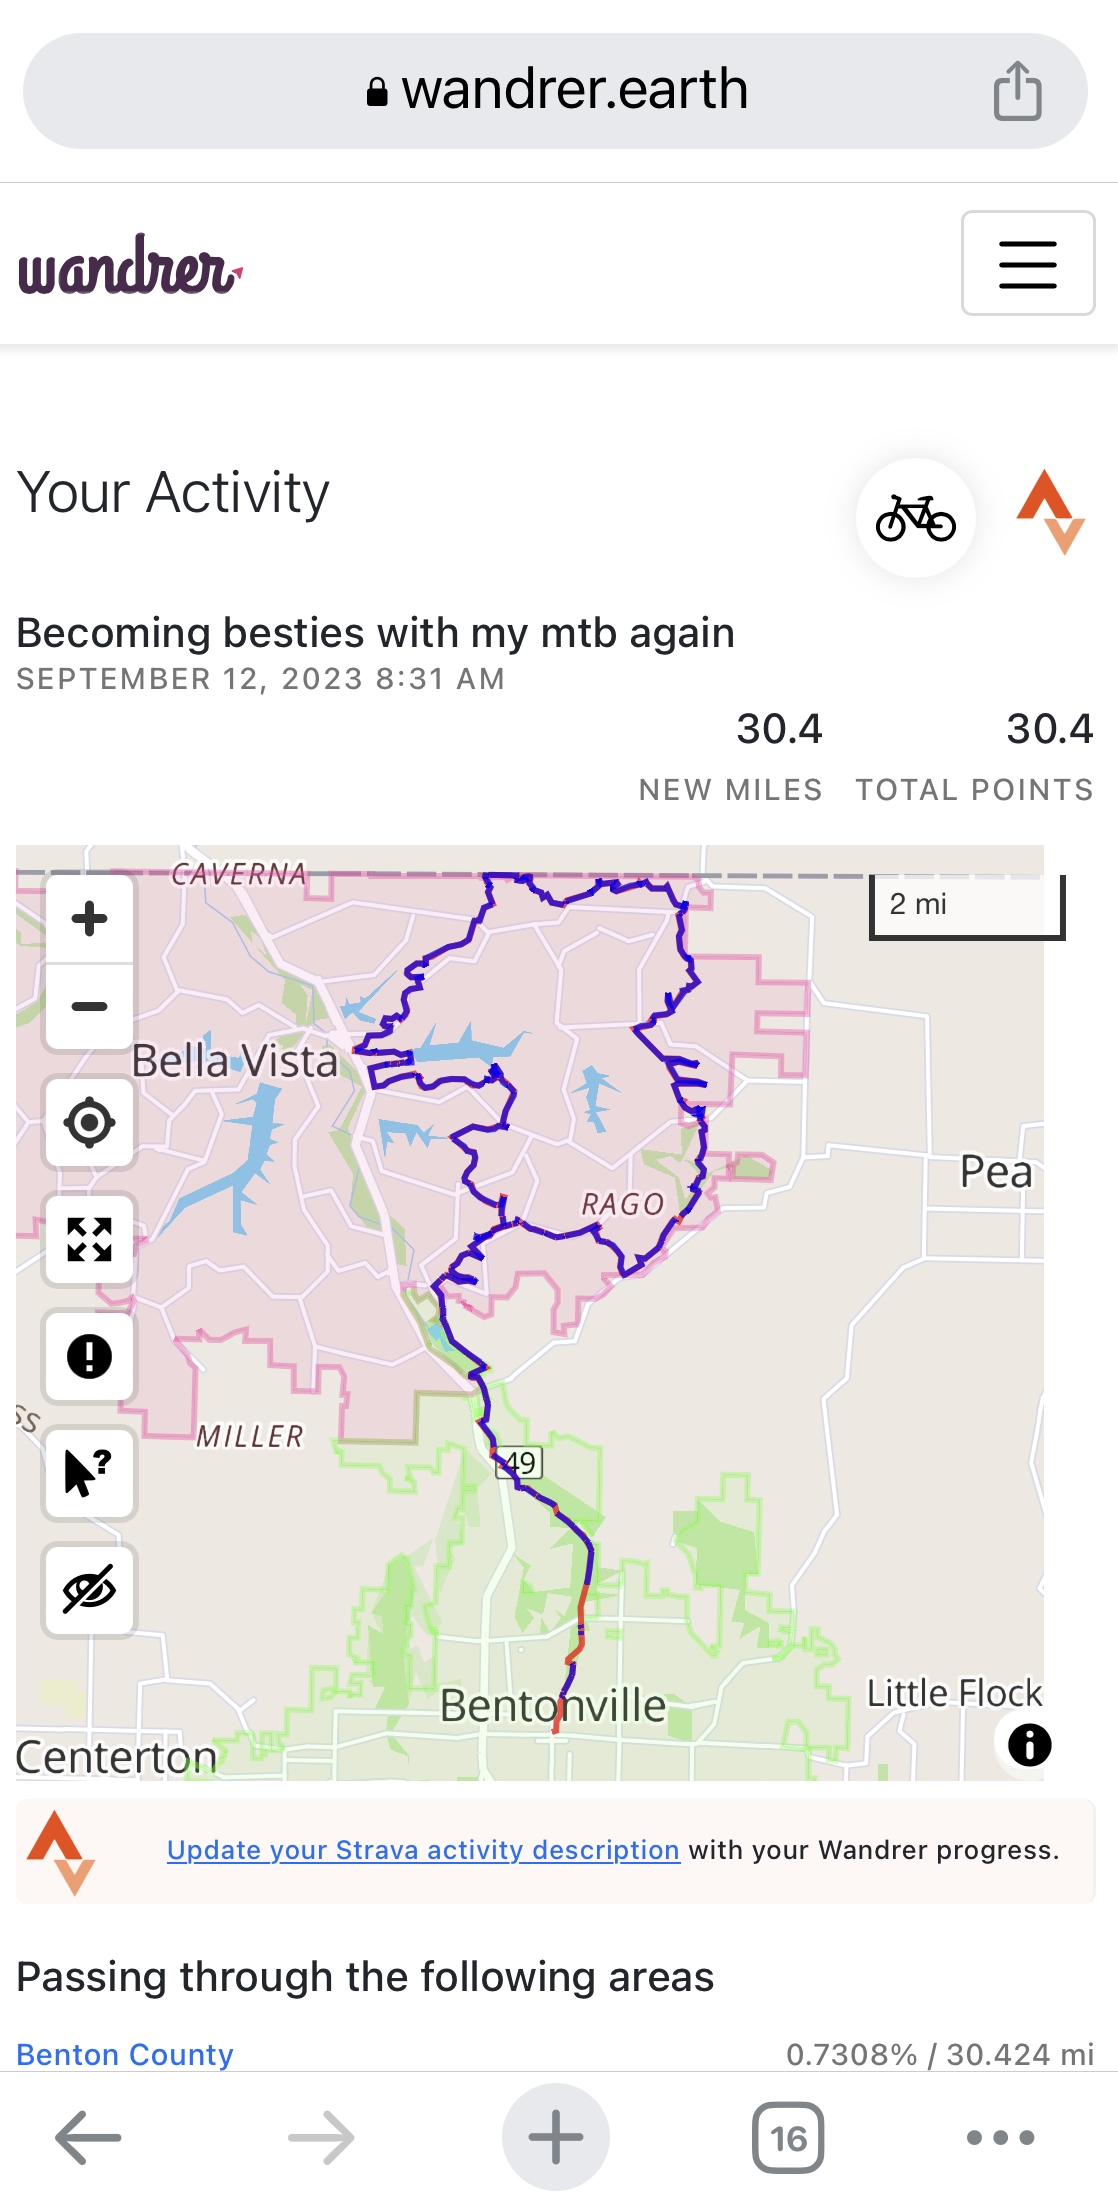 wandrer.earth
wandrer
Your Activity
Becoming besties with my mtb again
SEPTEMBER 12, 2023 8:31 AM
30.4 30.4
NEW MILES TOTAL POINTS
CAVERNA
2 mi
+
−
Bella Vista
Pea
RAGO
!
SS
MILLER
?
49
Bentonville
Little Flock
Centerton
i
Update your Strava activity description with your Wandrer progress.
Passing through the following areas
Benton County 0.7308% / 30.424 mi
16